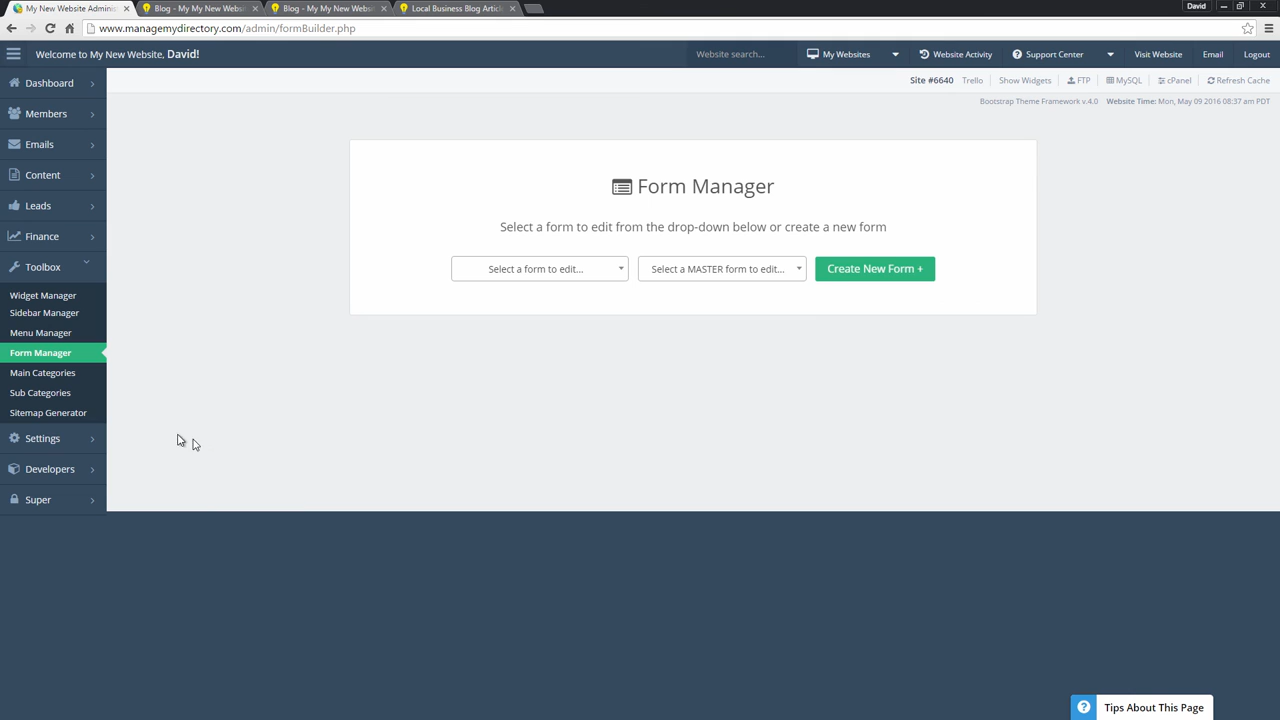 My New Website Adminis
Blog - My My New Websi
Blog - My My New Websi
Local Business Blog Artic
David
www.managemydirectory.com/admin/formBuilder.php
Welcome to My New Website, David!
Website search...
My Websites
Website Activity
Support Center
Visit Website
Email
Logout
Site #6640
Trello
Show Widgets
FTP
MySQL
cPanel
Refresh Cache
Bootstrap Theme Framework v.4.0
Website Time: Mon, May 09 2016 08:37 am PDT
Dashboard
Members
Emails
Content
Leads
Finance
Toolbox
Widget Manager
Sidebar Manager
Menu Manager
Form Manager
Main Categories
Sub Categories
Sitemap Generator
Settings
Developers
Super
Form Manager
Select a form to edit from the drop-down below or create a new form
Select a form to edit...
Select a MASTER form to edit...
Create New Form +
Tips About This Page